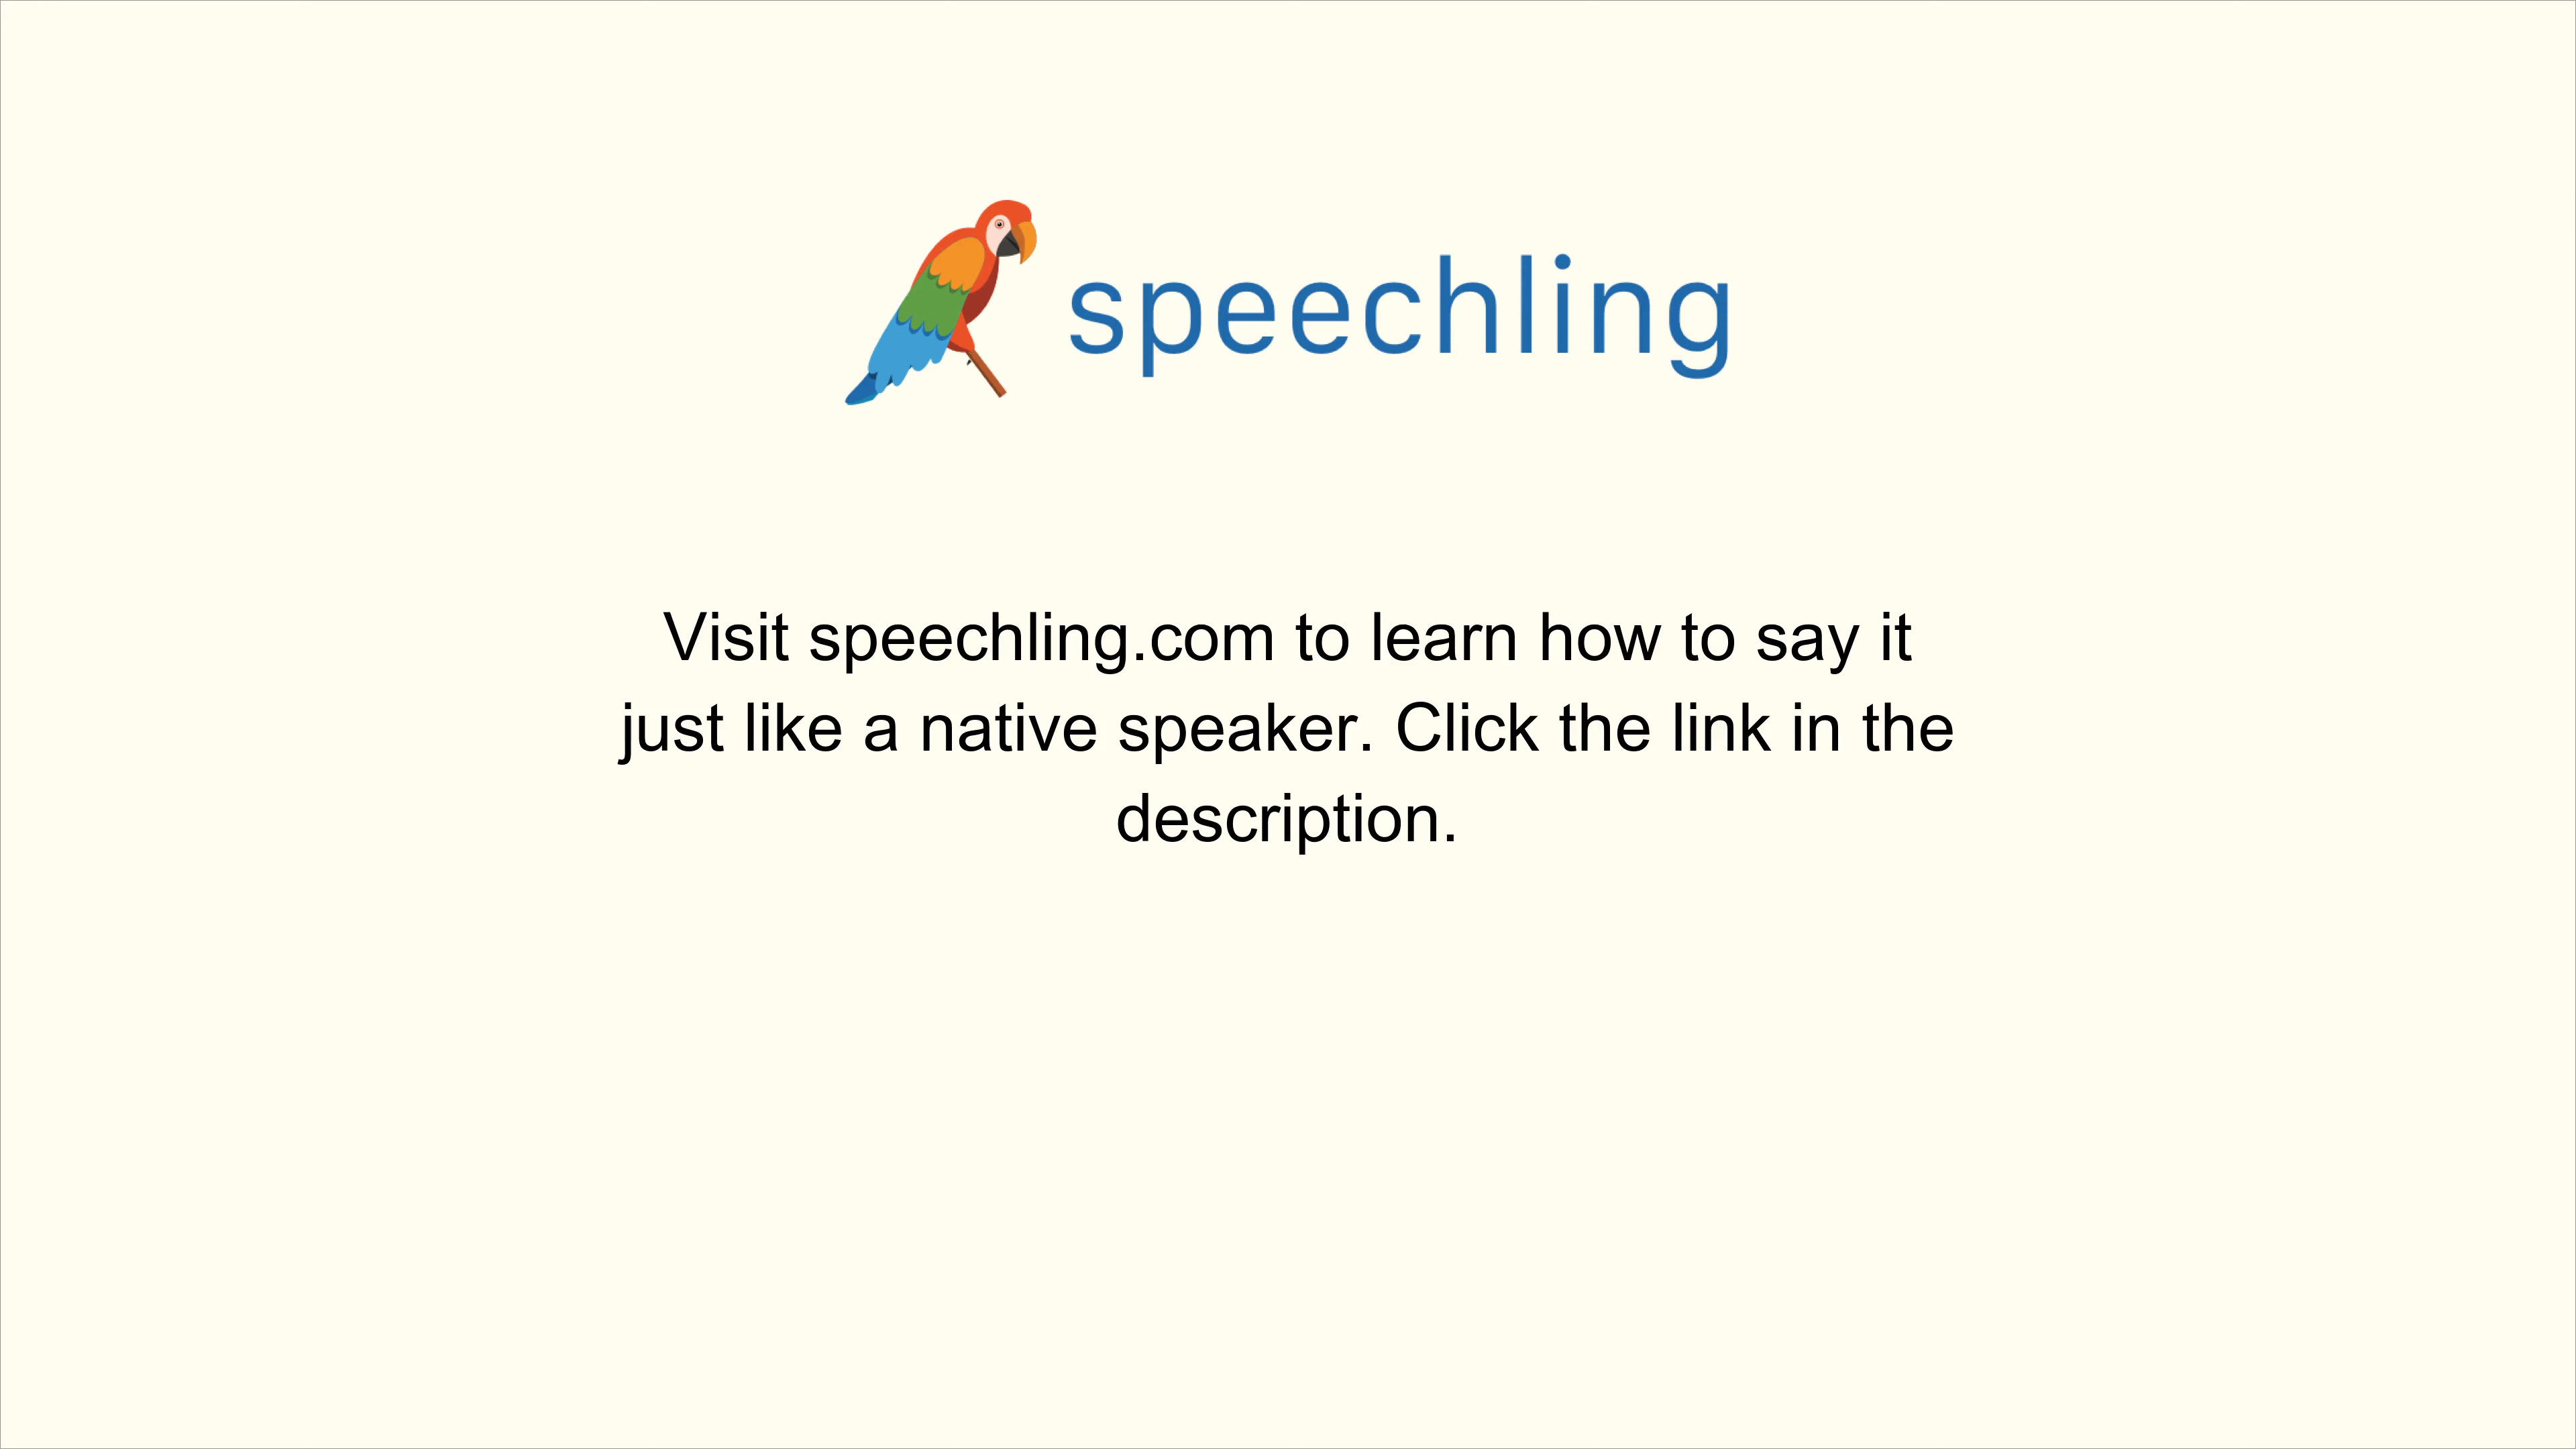 speechling
Visit speechling.com to learn how to say it
just like a native speaker. Click the link in the
description.